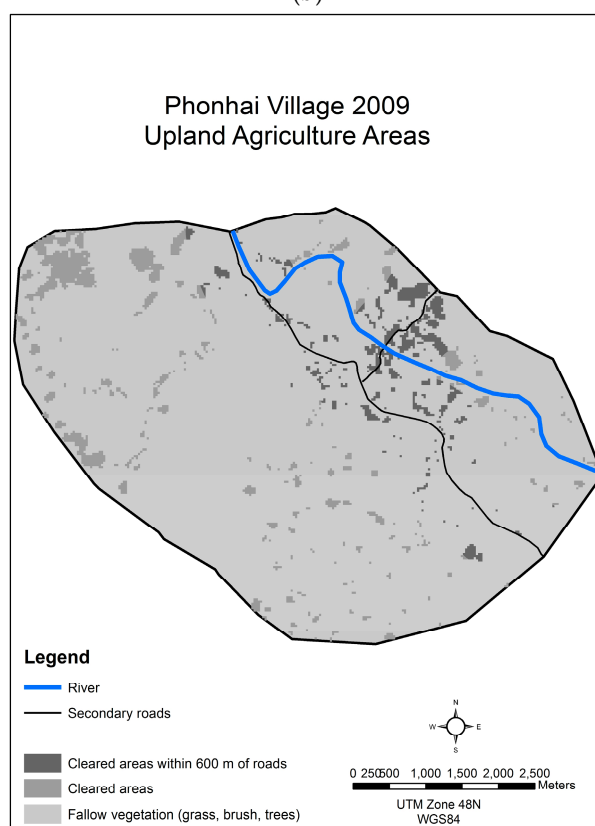 (b)
Phonhai Village 2009
Upland Agriculture Areas
Legend
River
Secondary roads
Cleared areas within 600 m of roads
Cleared areas
Fallow vegetation (grass, brush, trees)
N
W E
S
0 250 500 1,000 1,500 2,000 2,500
Meters
UTM Zone 48N
WGS84